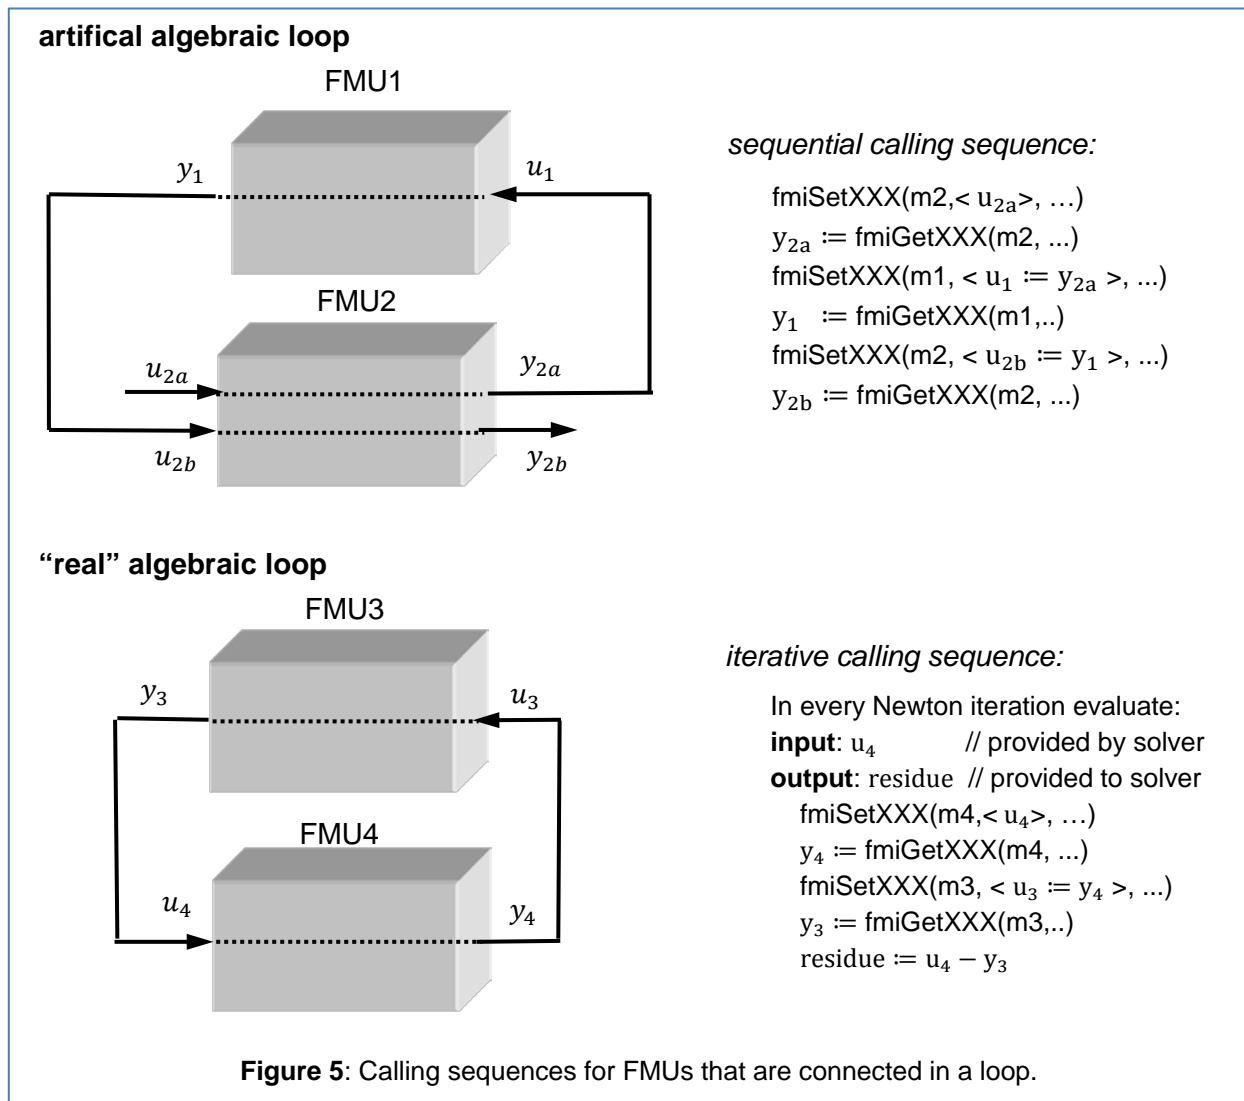 artifical algebraic loop
FMU1
y₁
u₁
FMU2
u₂ₐ
y₂ₐ
u₂b
y₂b
sequential calling sequence:
fmiSetXXX(m2,< u₂ₐ>, …)
y₂ₐ ≔ fmiGetXXX(m2, ...)
fmiSetXXX(m1, < u₁ ≔ y₂ₐ >, ...)
y₁ ≔ fmiGetXXX(m1,..)
fmiSetXXX(m2, < u₂b ≔ y₁ >, ...)
y₂b ≔ fmiGetXXX(m2, ...)
“real” algebraic loop
FMU3
y₃
u₃
FMU4
u₄
y₄
iterative calling sequence:
In every Newton iteration evaluate:
input: u₄ // provided by solver
output: residue // provided to solver
fmiSetXXX(m4,< u₄>, …)
y₄ ≔ fmiGetXXX(m4, ...)
fmiSetXXX(m3, < u₃ ≔ y₄ >, ...)
y₃ ≔ fmiGetXXX(m3,..)
residue ≔ u₄ − y₃
Figure 5: Calling sequences for FMUs that are connected in a loop.